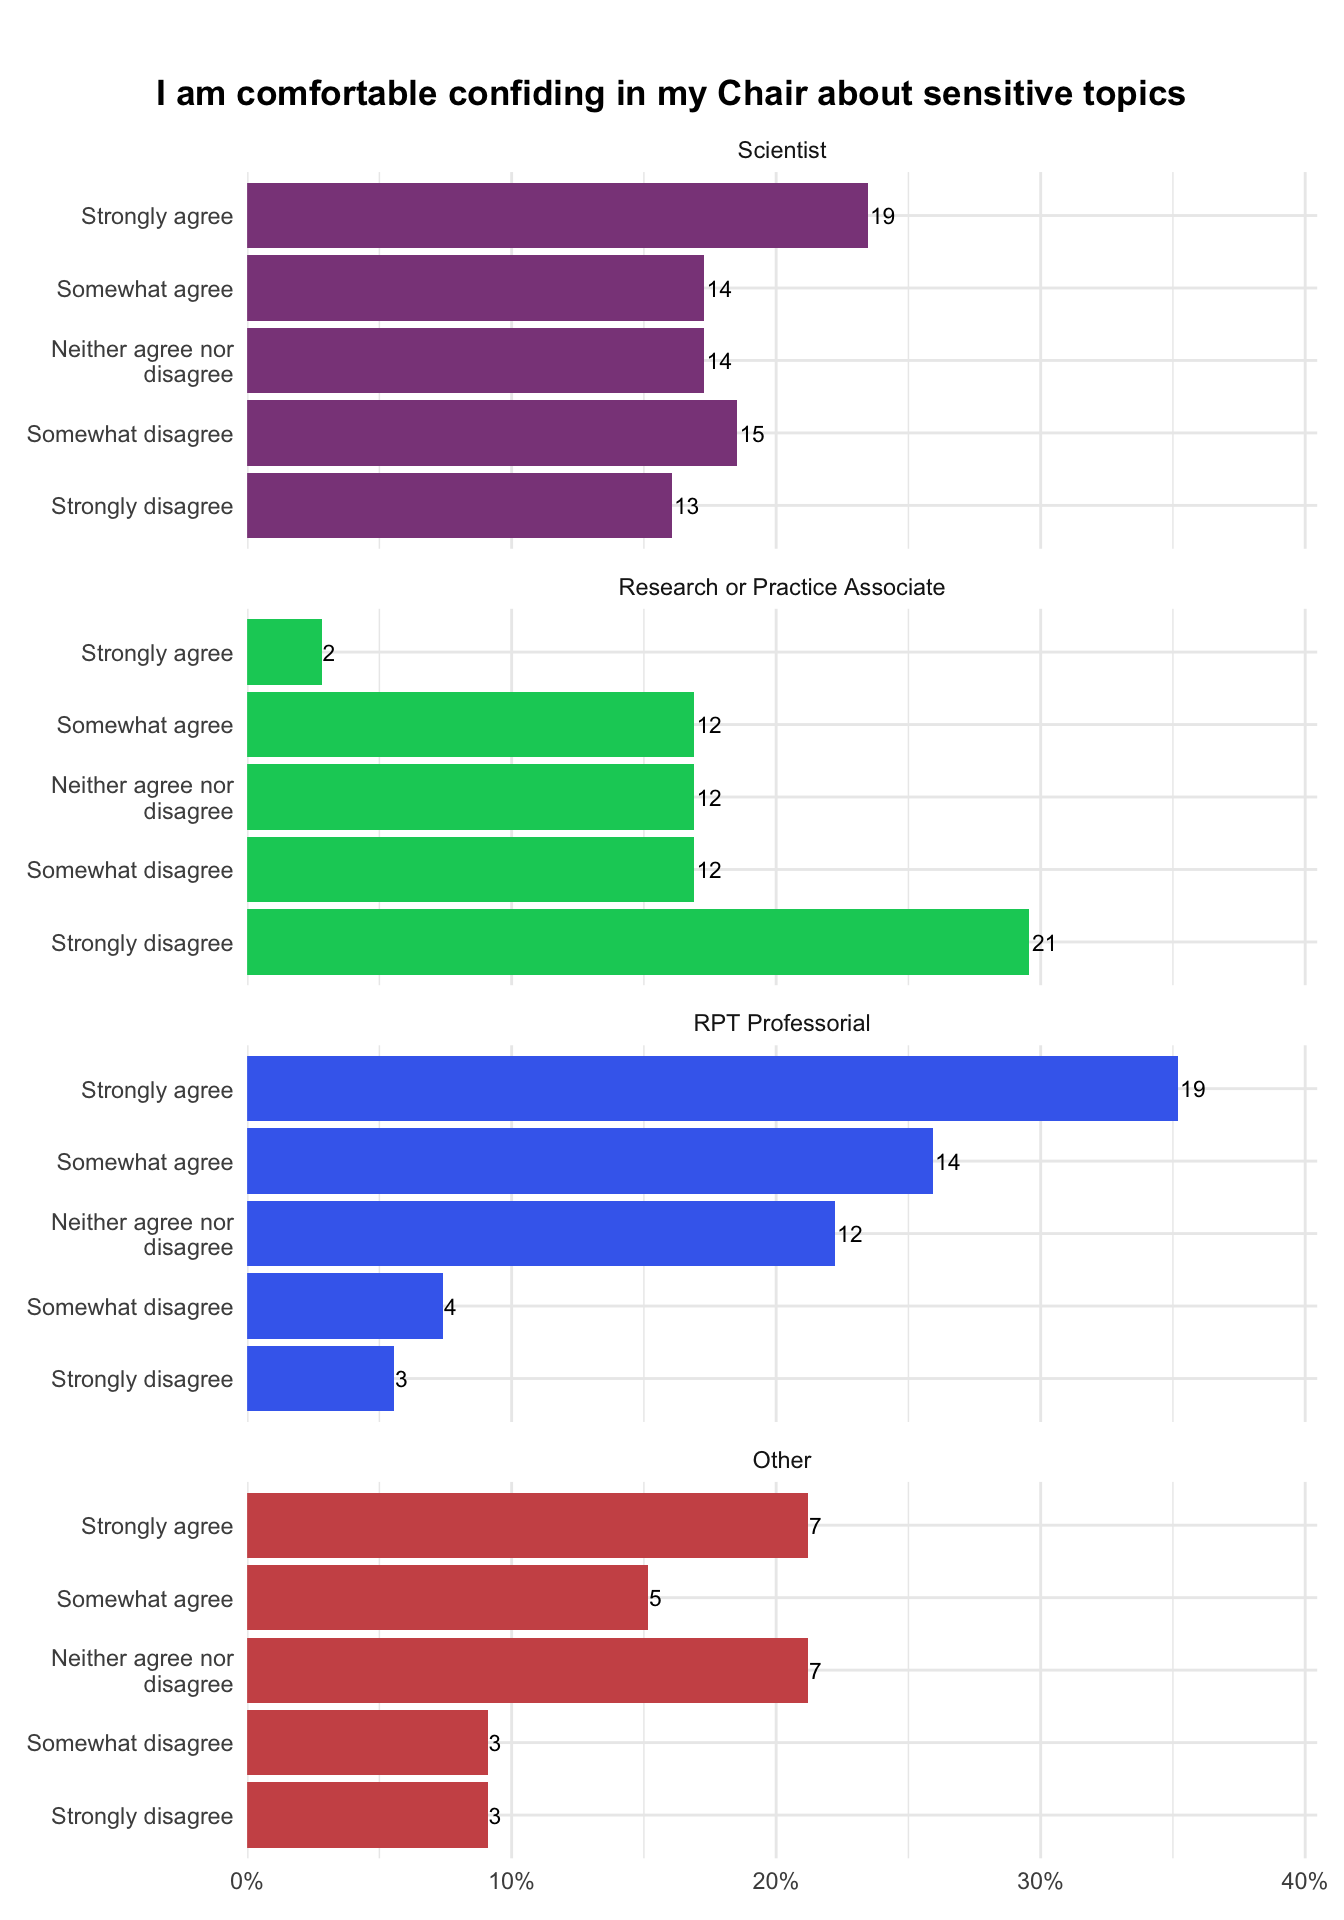 I am comfortable confiding in my Chair about sensitive topics
Scientist
Strongly agree
19
Somewhat agree
14
Neither agree nor
disagree
14
Somewhat disagree
15
Strongly disagree
13
Research or Practice Associate
Strongly agree
2
Somewhat agree
12
Neither agree nor
disagree
12
Somewhat disagree
12
Strongly disagree
21
RPT Professorial
Strongly agree
19
Somewhat agree
14
Neither agree nor
disagree
12
Somewhat disagree
4
Strongly disagree
3
Other
Strongly agree
7
Somewhat agree
5
Neither agree nor
disagree
7
Somewhat disagree
3
Strongly disagree
3
0% 10% 20% 30% 40%